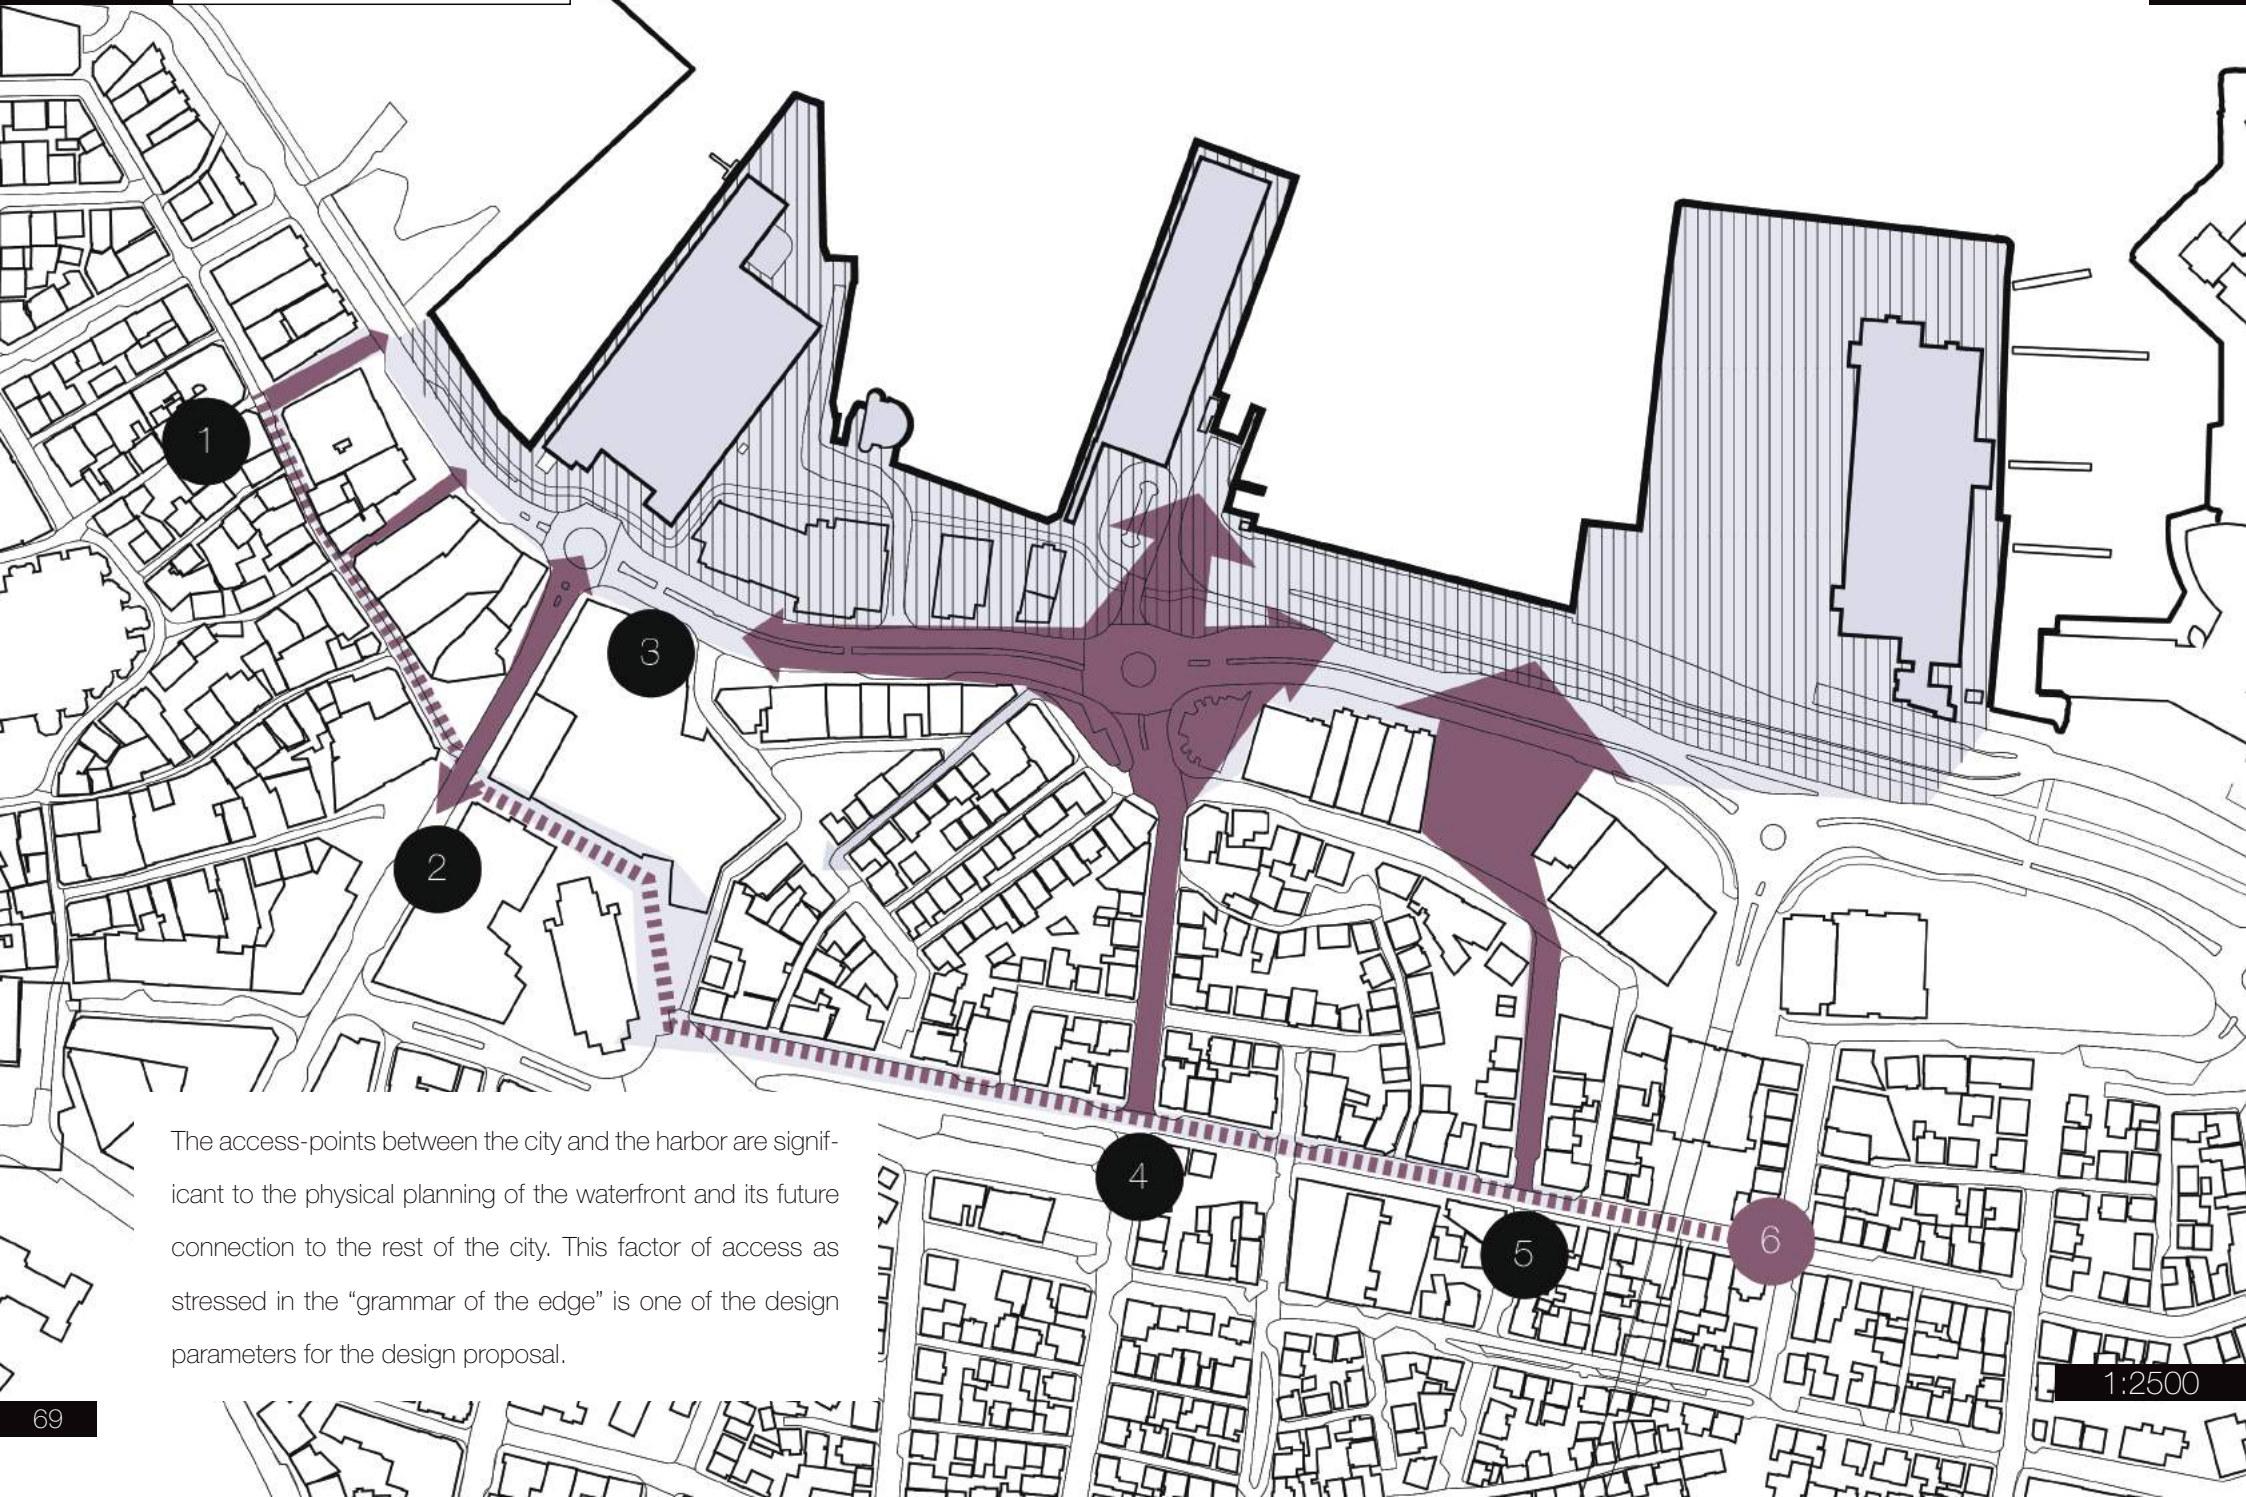 1
2
3
4
5
6
The access-points between the city and the harbor are signif-
icant to the physical planning of the waterfront and its future
connection to the rest of the city. This factor of access as
stressed in the “grammar of the edge” is one of the design
parameters for the design proposal.
1:2500
69